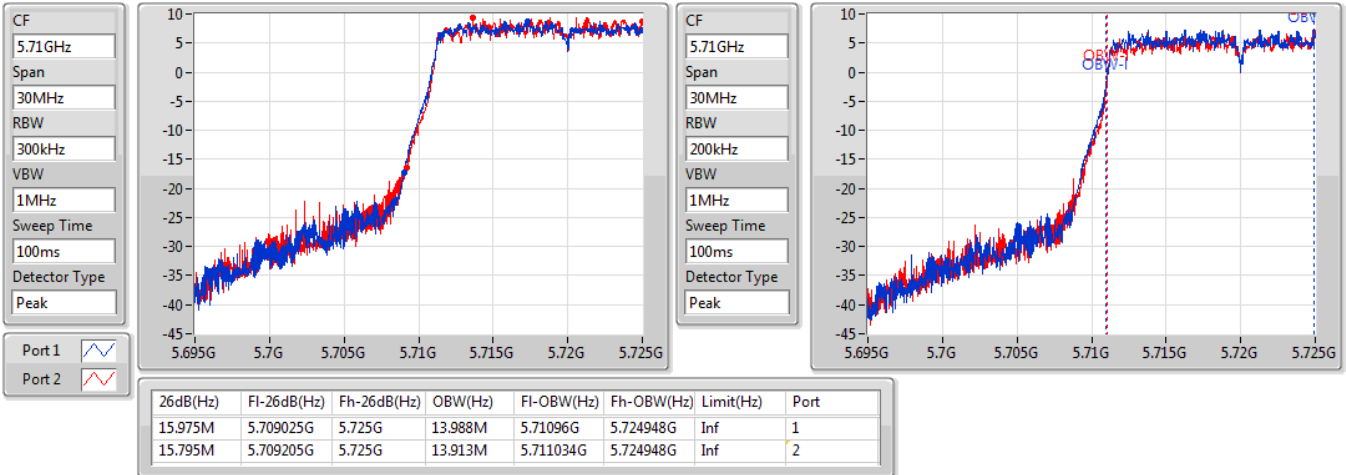 CF
5.71GHz
Span
30MHz
RBW
300kHz
VBW
1MHz
Sweep Time
100ms
Detector Type
Peak
10
5
0
-5
-10
-15
-20
-25
-30
-35
-40
-45
5.695G 5.7G 5.705G 5.71G 5.715G 5.72G 5.725G
CF
5.71GHz
Span
30MHz
RBW
200kHz
VBW
1MHz
Sweep Time
100ms
Detector Type
Peak
10
5
0
-5
-10
-15
-20
-25
-30
-35
-40
-45
5.695G 5.7G 5.705G 5.71G 5.715G 5.72G 5.725G
Port 1
Port 2
26dB(Hz) Fl-26dB(Hz) Fh-26dB(Hz) OBW(Hz) Fl-OBW(Hz) Fh-OBW(Hz) Limit(Hz) Port
15.975M 5.709025G 5.725G 13.988M 5.71096G 5.724948G Inf 1
15.795M 5.709205G 5.725G 13.913M 5.711034G 5.724948G Inf 2